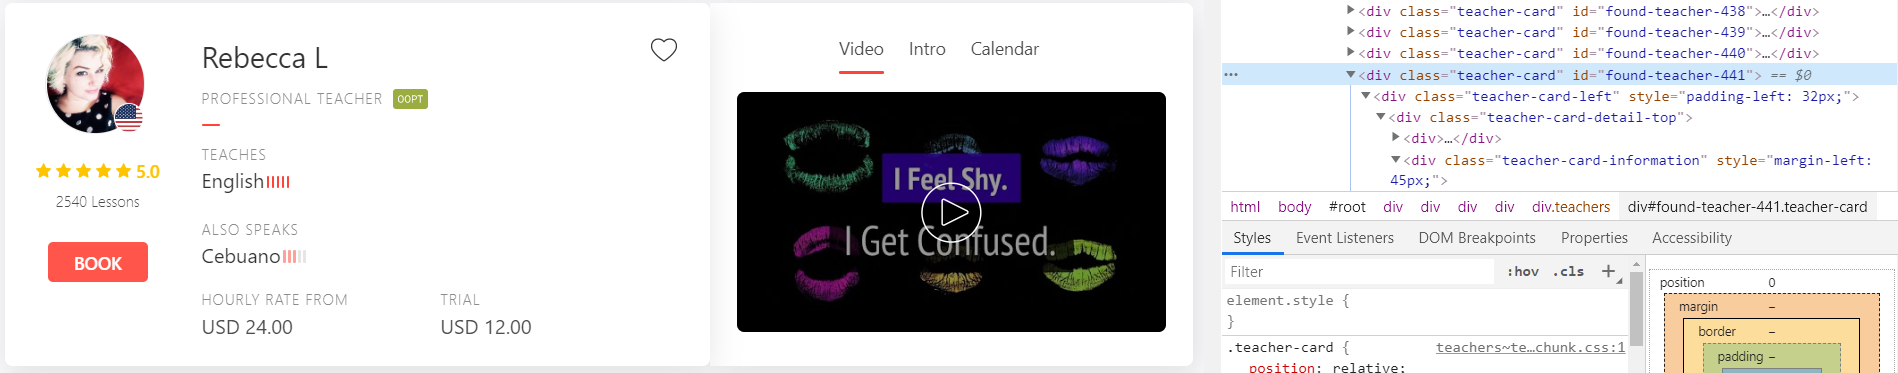 Rebecca L
PROFESSIONAL TEACHER OOPT
5.0
2540 Lessons
BOOK
TEACHES
English
ALSO SPEAKS
Cebuano
HOURLY RATE FROM
USD 24.00
TRIAL
USD 12.00
Video Intro Calendar
I Feel Shy.
I Get Confused.
<div class="teacher-card" id="found-teacher-438">…</div>
<div class="teacher-card" id="found-teacher-439">…</div>
<div class="teacher-card" id="found-teacher-440">…</div>
<div class="teacher-card" id="found-teacher-441"> == $0
<div class="teacher-card-left" style="padding-left: 32px;">
<div class="teacher-card-detail-top">
<div>…</div>
<div class="teacher-card-information" style="margin-left:
45px;">
html body #root div div div div div.teachers div#found-teacher-441.teacher-card
Styles Event Listeners DOM Breakpoints Properties Accessibility
Filter :hov .cls +
element.style {
}
.teacher-card { teachers~te…chunk.css:1
position: relative;
position 0
margin –
border –
padding –